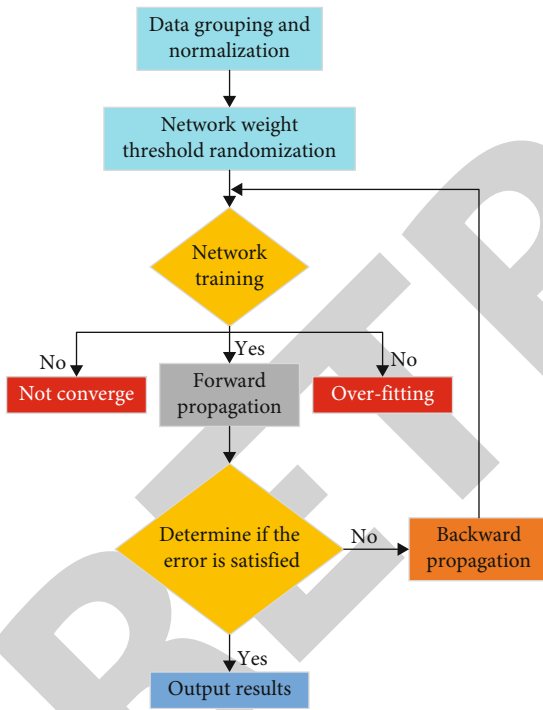 Data grouping and
normalization
Network weight
threshold randomization
Network
training
No
Yes
No
Not converge
Forward
propagation
Over-fitting
Determine if the
error is satisfied
No
Backward
propagation
Yes
Output results